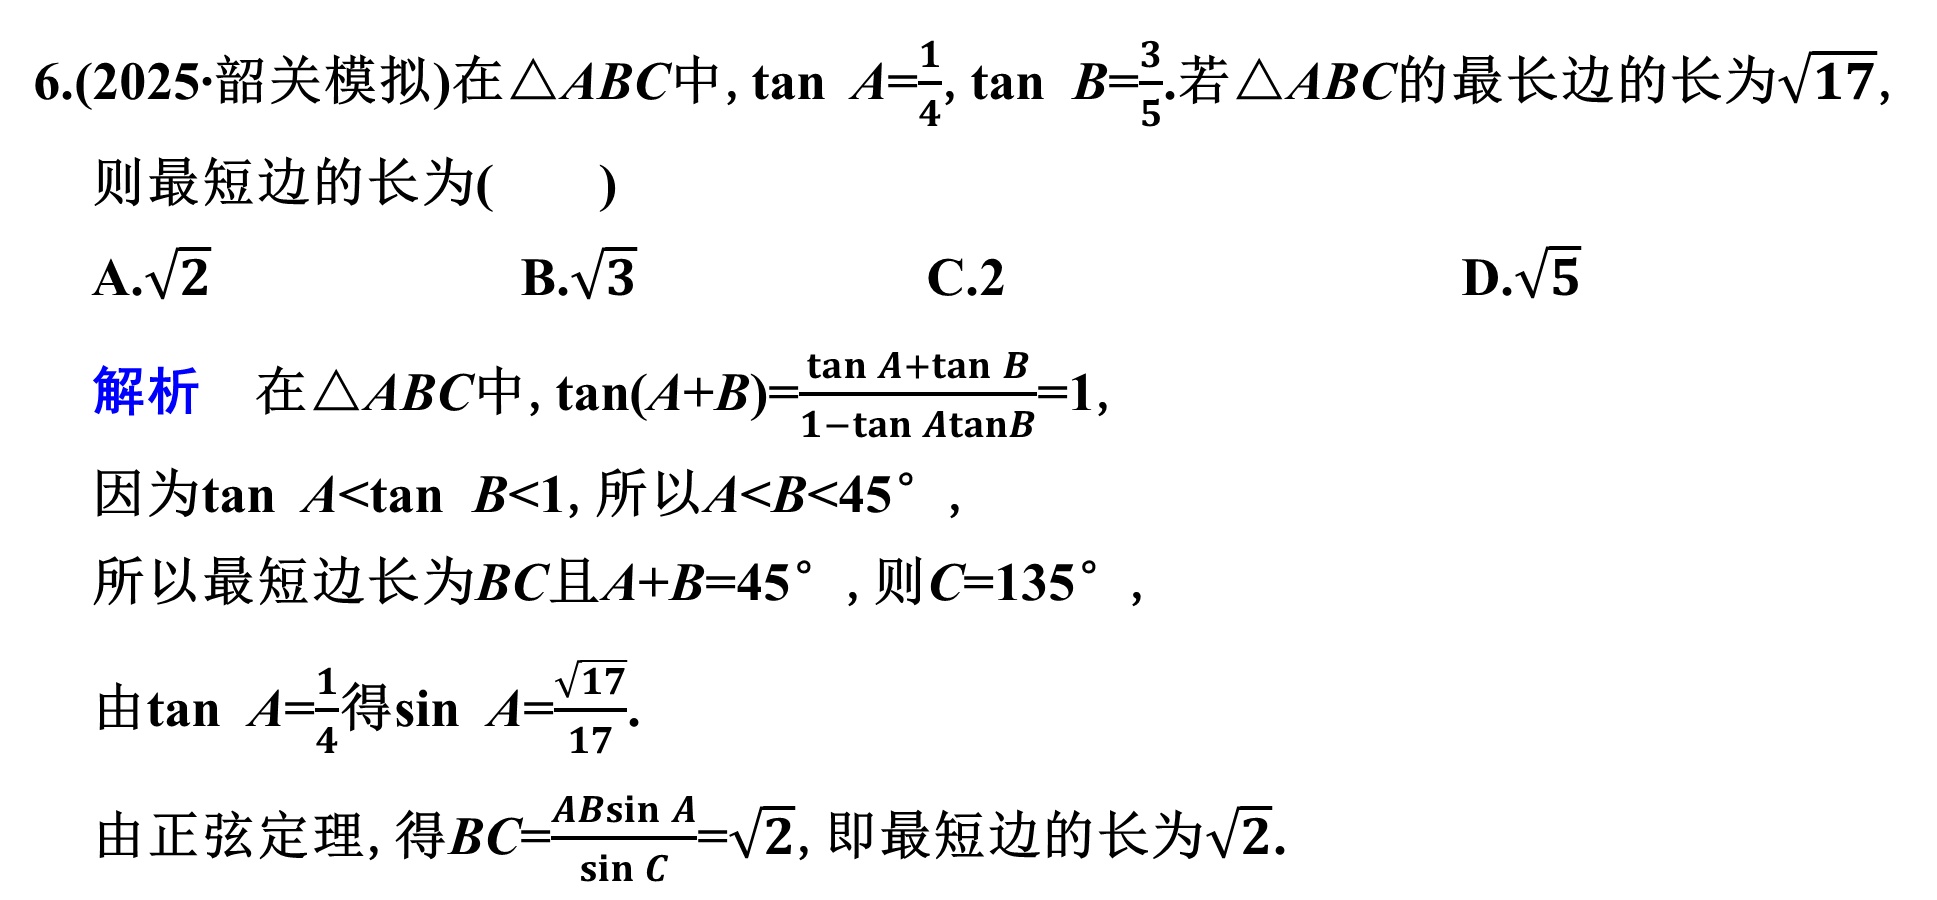 6.(2025·韶关模拟)在△ABC中, tan A=1/4, tan B=3/5.若△ABC的最长边的长为√17,
则最短边的长为(  )
A.√2 B.√3 C.2 D.√5
解析 在△ABC中, tan(A+B)=(tan A+tan B)/(1−tan AtanB)=1,
因为tan A<tan B<1, 所以A<B<45°,
所以最短边长为BC且A+B=45°, 则C=135°,
由tan A=1/4得sin A=√17/17.
由正弦定理, 得BC=ABsin A/sin C=√2, 即最短边的长为√2.